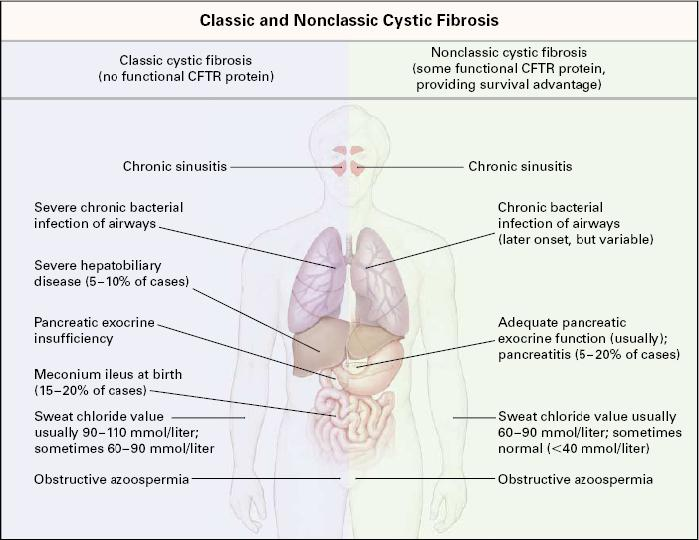 Classic and Nonclassic Cystic Fibrosis
Classic cystic fibrosis
(no functional CFTR protein)
Nonclassic cystic fibrosis
(some functional CFTR protein,
providing survival advantage)
Chronic sinusitis
Severe chronic bacterial
infection of airways
Severe hepatobiliary
disease (5–10% of cases)
Pancreatic exocrine
insufficiency
Meconium ileus at birth
(15–20% of cases)
Sweat chloride value
usually 90–110 mmol/liter;
sometimes 60–90 mmol/liter
Obstructive azoospermia
Chronic sinusitis
Chronic bacterial
infection of airways
(later onset, but variable)
Adequate pancreatic
exocrine function (usually);
pancreatitis (5–20% of cases)
Sweat chloride value usually
60–90 mmol/liter; sometimes
normal (<40 mmol/liter)
Obstructive azoospermia